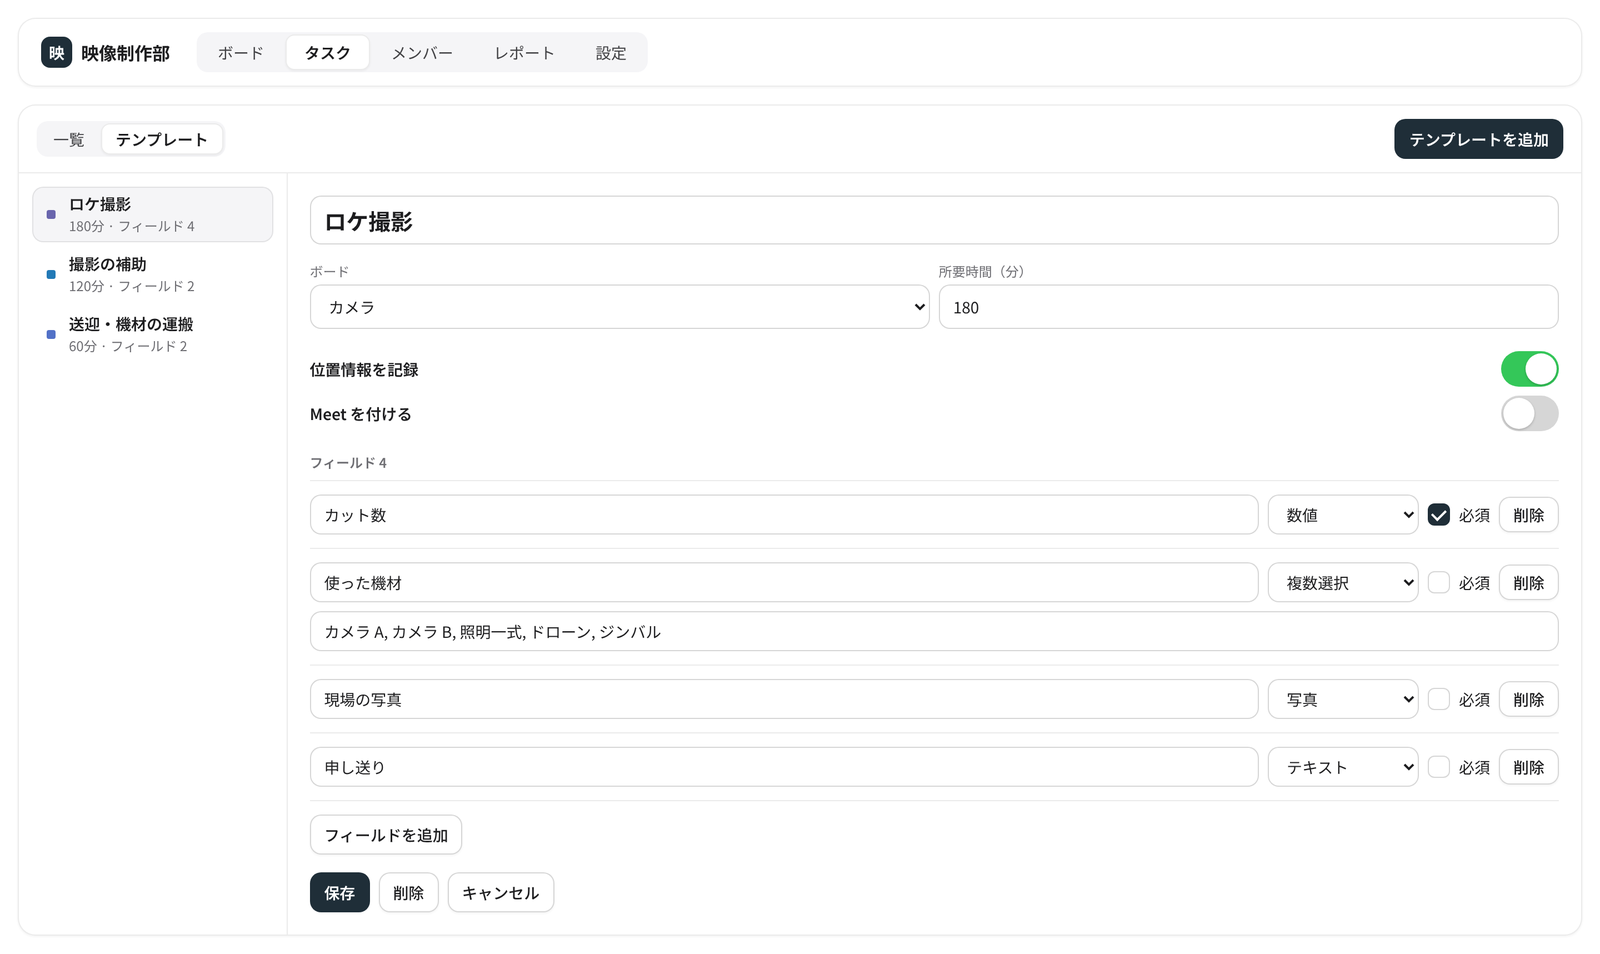 映 映像制作部 ボード タスク メンバー レポート 設定
一覧 テンプレート テンプレートを追加
ロケ撮影
180分 · フィールド 4
撮影の補助
120分 · フィールド 2
送迎・機材の運搬
60分 · フィールド 2
ロケ撮影
ボード 所要時間（分）
カメラ 180
位置情報を記録
Meet を付ける
フィールド 4
カット数 数値 必須 削除
使った機材 複数選択 必須 削除
カメラ A, カメラ B, 照明一式, ドローン, ジンバル
現場の写真 写真 必須 削除
申し送り テキスト 必須 削除
フィールドを追加
保存 削除 キャンセル